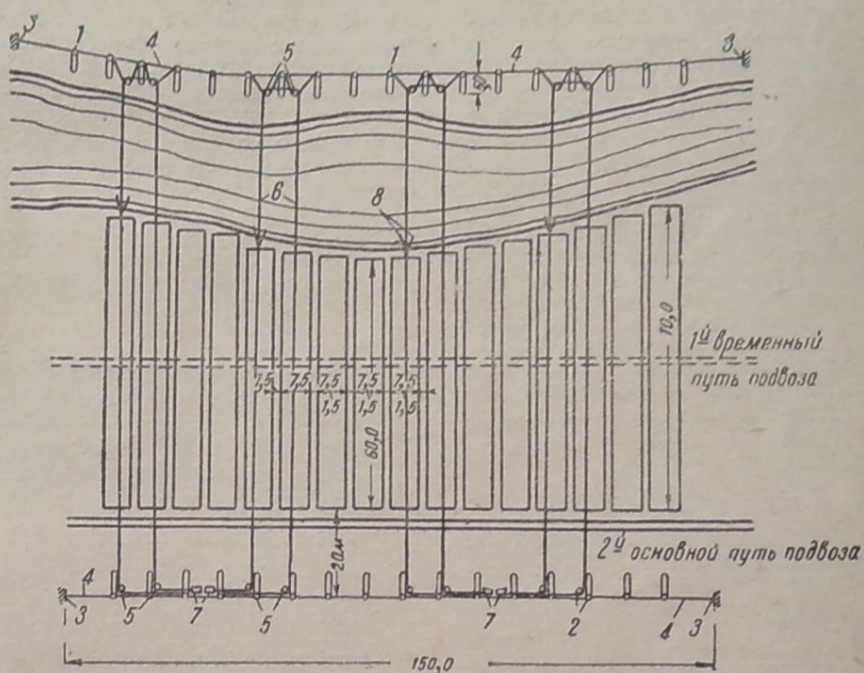 3 1 4 5 1 4 3
6 8
1й временный
путь подвоза
7,5 7,5 7,5 7,5 7,5
1,5 1,5 1,5
60,0
70,0
20м
2й основной путь подвоза
4 3 5 5 7 5 7 2 4 3
150,0